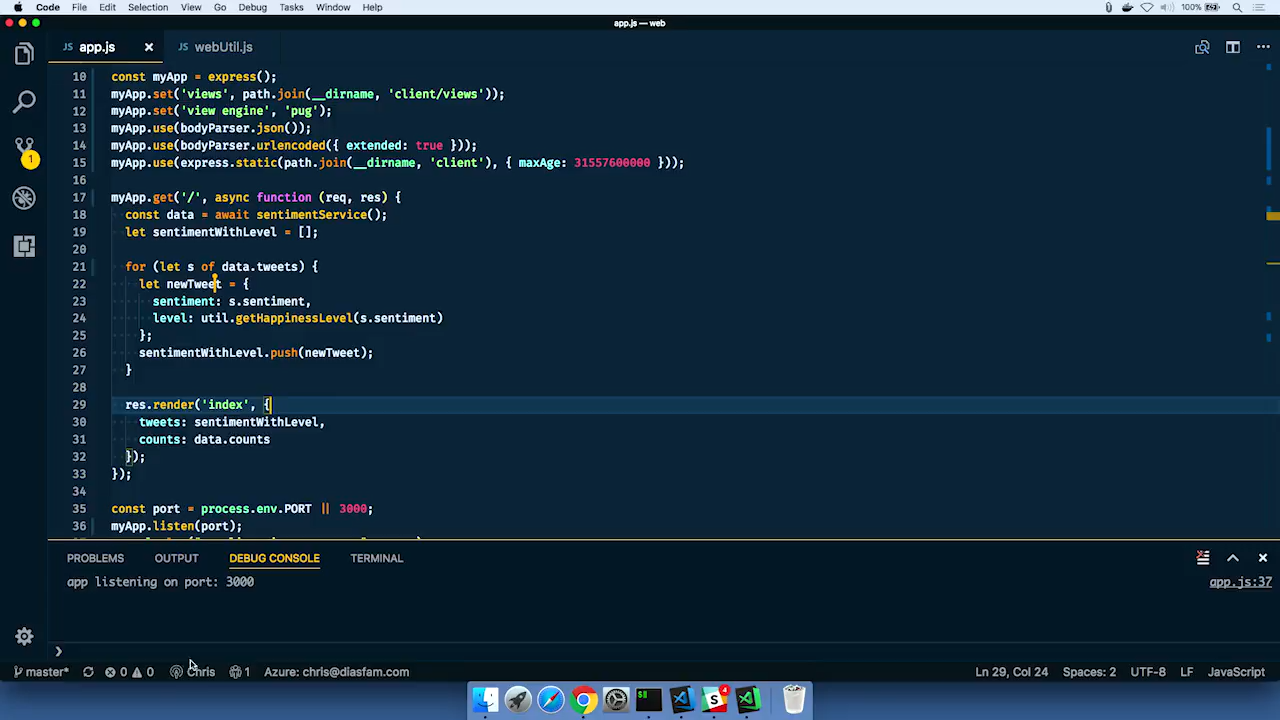 Code File Edit Selection View Go Debug Tasks Window Help 100%
app.js — web
app.js webUtil.js
10 const myApp = express();
11 myApp.set('views', path.join(__dirname, 'client/views'));
12 myApp.set('view engine', 'pug');
13 myApp.use(bodyParser.json());
14 myApp.use(bodyParser.urlencoded({ extended: true }));
15 myApp.use(express.static(path.join(__dirname, 'client'), { maxAge: 31557600000 }));
16
17 myApp.get('/', async function (req, res) {
18 const data = await sentimentService();
19 let sentimentWithLevel = [];
20
21 for (let s of data.tweets) {
22 let newTweet = {
23 sentiment: s.sentiment,
24 level: util.getHappinessLevel(s.sentiment)
25 };
26 sentimentWithLevel.push(newTweet);
27 }
28
29 res.render('index', {
30 tweets: sentimentWithLevel,
31 counts: data.counts
32 });
33 });
34
35 const port = process.env.PORT || 3000;
36 myApp.listen(port);
1
PROBLEMS OUTPUT DEBUG CONSOLE TERMINAL
app listening on port: 3000 app.js:37
master* 0 0 Chris 1 Azure: chris@diasfam.com Ln 29, Col 24 Spaces: 2 UTF-8 LF JavaScript
4